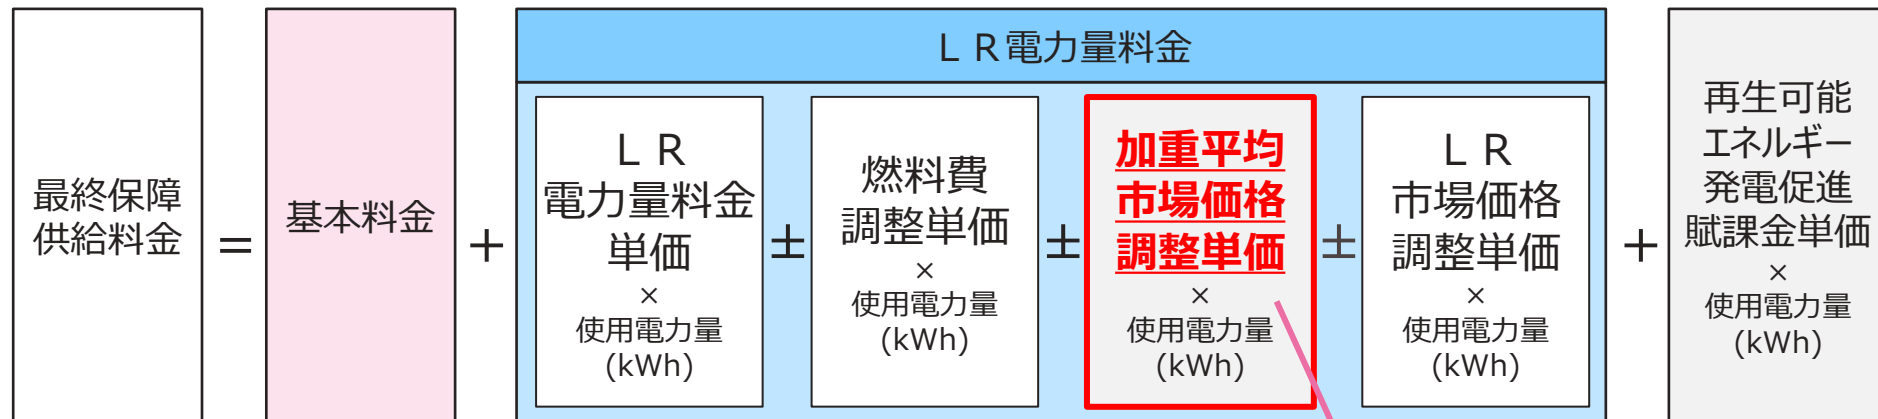 最終保障
供給料金
＝
基本料金
＋
ＬＲ電力量料金
ＬＲ
電力量料金
単価
×
使用電力量
(kWh)
±
燃料費
調整単価
×
使用電力量
(kWh)
±
加重平均
市場価格
調整単価
×
使用電力量
(kWh)
±
ＬＲ
市場価格
調整単価
×
使用電力量
(kWh)
＋
再生可能
エネルギー
発電促進
賦課金単価
×
使用電力量
(kWh)